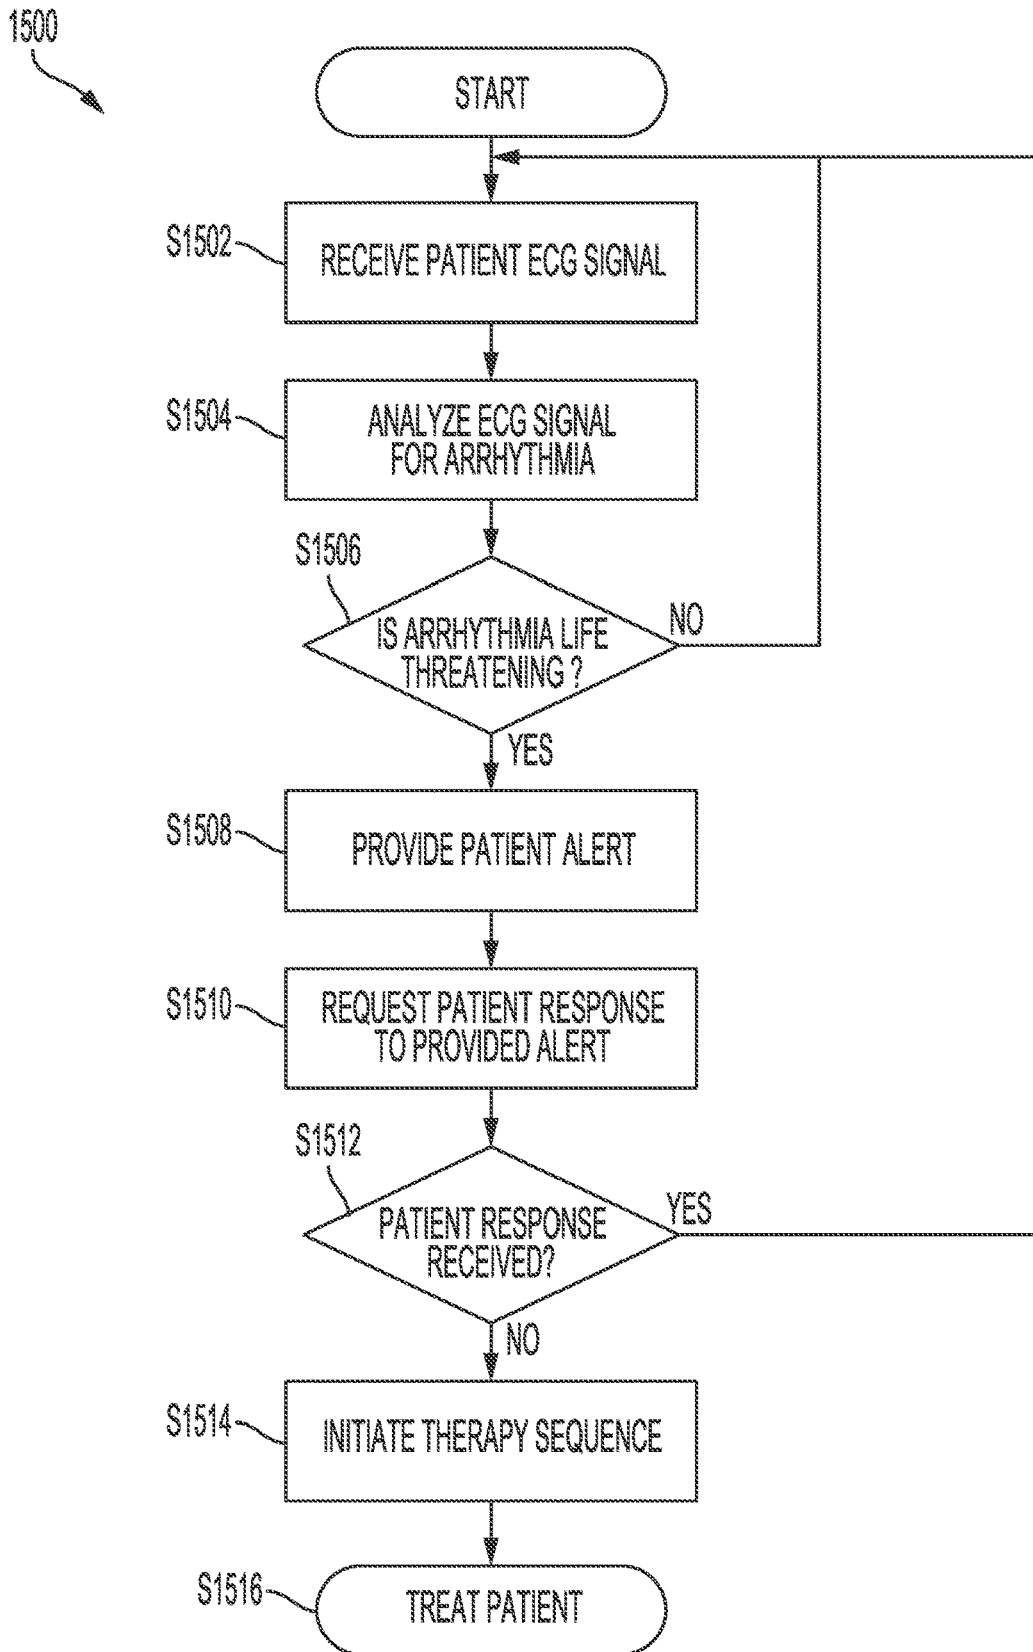 1500
START
S1502
RECEIVE PATIENT ECG SIGNAL
S1504
ANALYZE ECG SIGNAL
FOR ARRHYTHMIA
S1506
IS ARRHYTHMIA LIFE
THREATENING ?
NO
YES
S1508
PROVIDE PATIENT ALERT
S1510
REQUEST PATIENT RESPONSE
TO PROVIDED ALERT
S1512
PATIENT RESPONSE
RECEIVED?
YES
NO
S1514
INITIATE THERAPY SEQUENCE
S1516
TREAT PATIENT